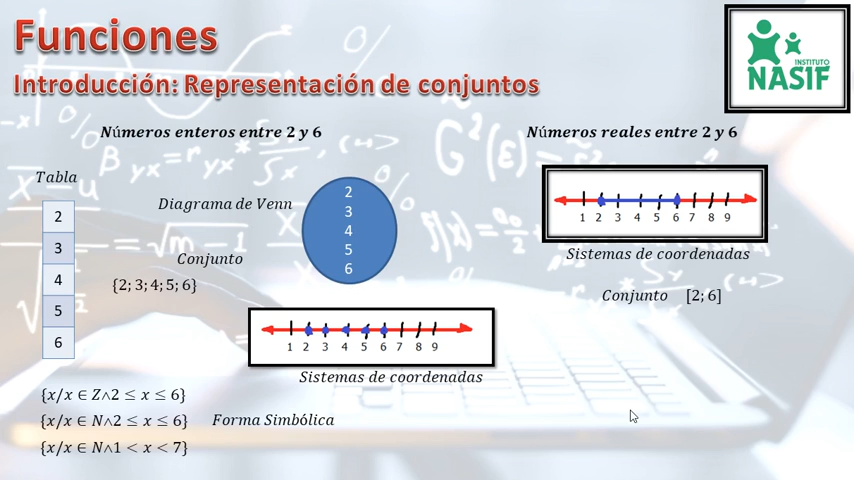 Funciones
Introducción: Representación de conjuntos
INSTITUTO
NASIF
Números enteros entre 2 y 6
Números reales entre 2 y 6
Tabla
2
3
4
5
6
Diagrama de Venn
2
3
4
5
6
Conjunto
{2; 3; 4; 5; 6}
1 2 3 4 5 6 7 8 9
Sistemas de coordenadas
{x/x ∈ Z∧2 ≤ x ≤ 6}
{x/x ∈ N∧2 ≤ x ≤ 6}
Forma Simbólica
{x/x ∈ N∧1 < x < 7}
1 2 3 4 5 6 7 8 9
Sistemas de coordenadas
Conjunto [2; 6]